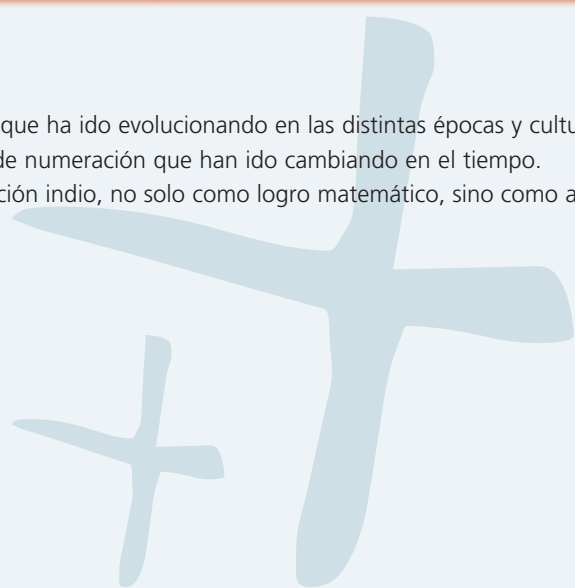 que ha ido evolucionando en las distintas épocas y cultu
de numeración que han ido cambiando en el tiempo.
ción indio, no solo como logro matemático, sino como a